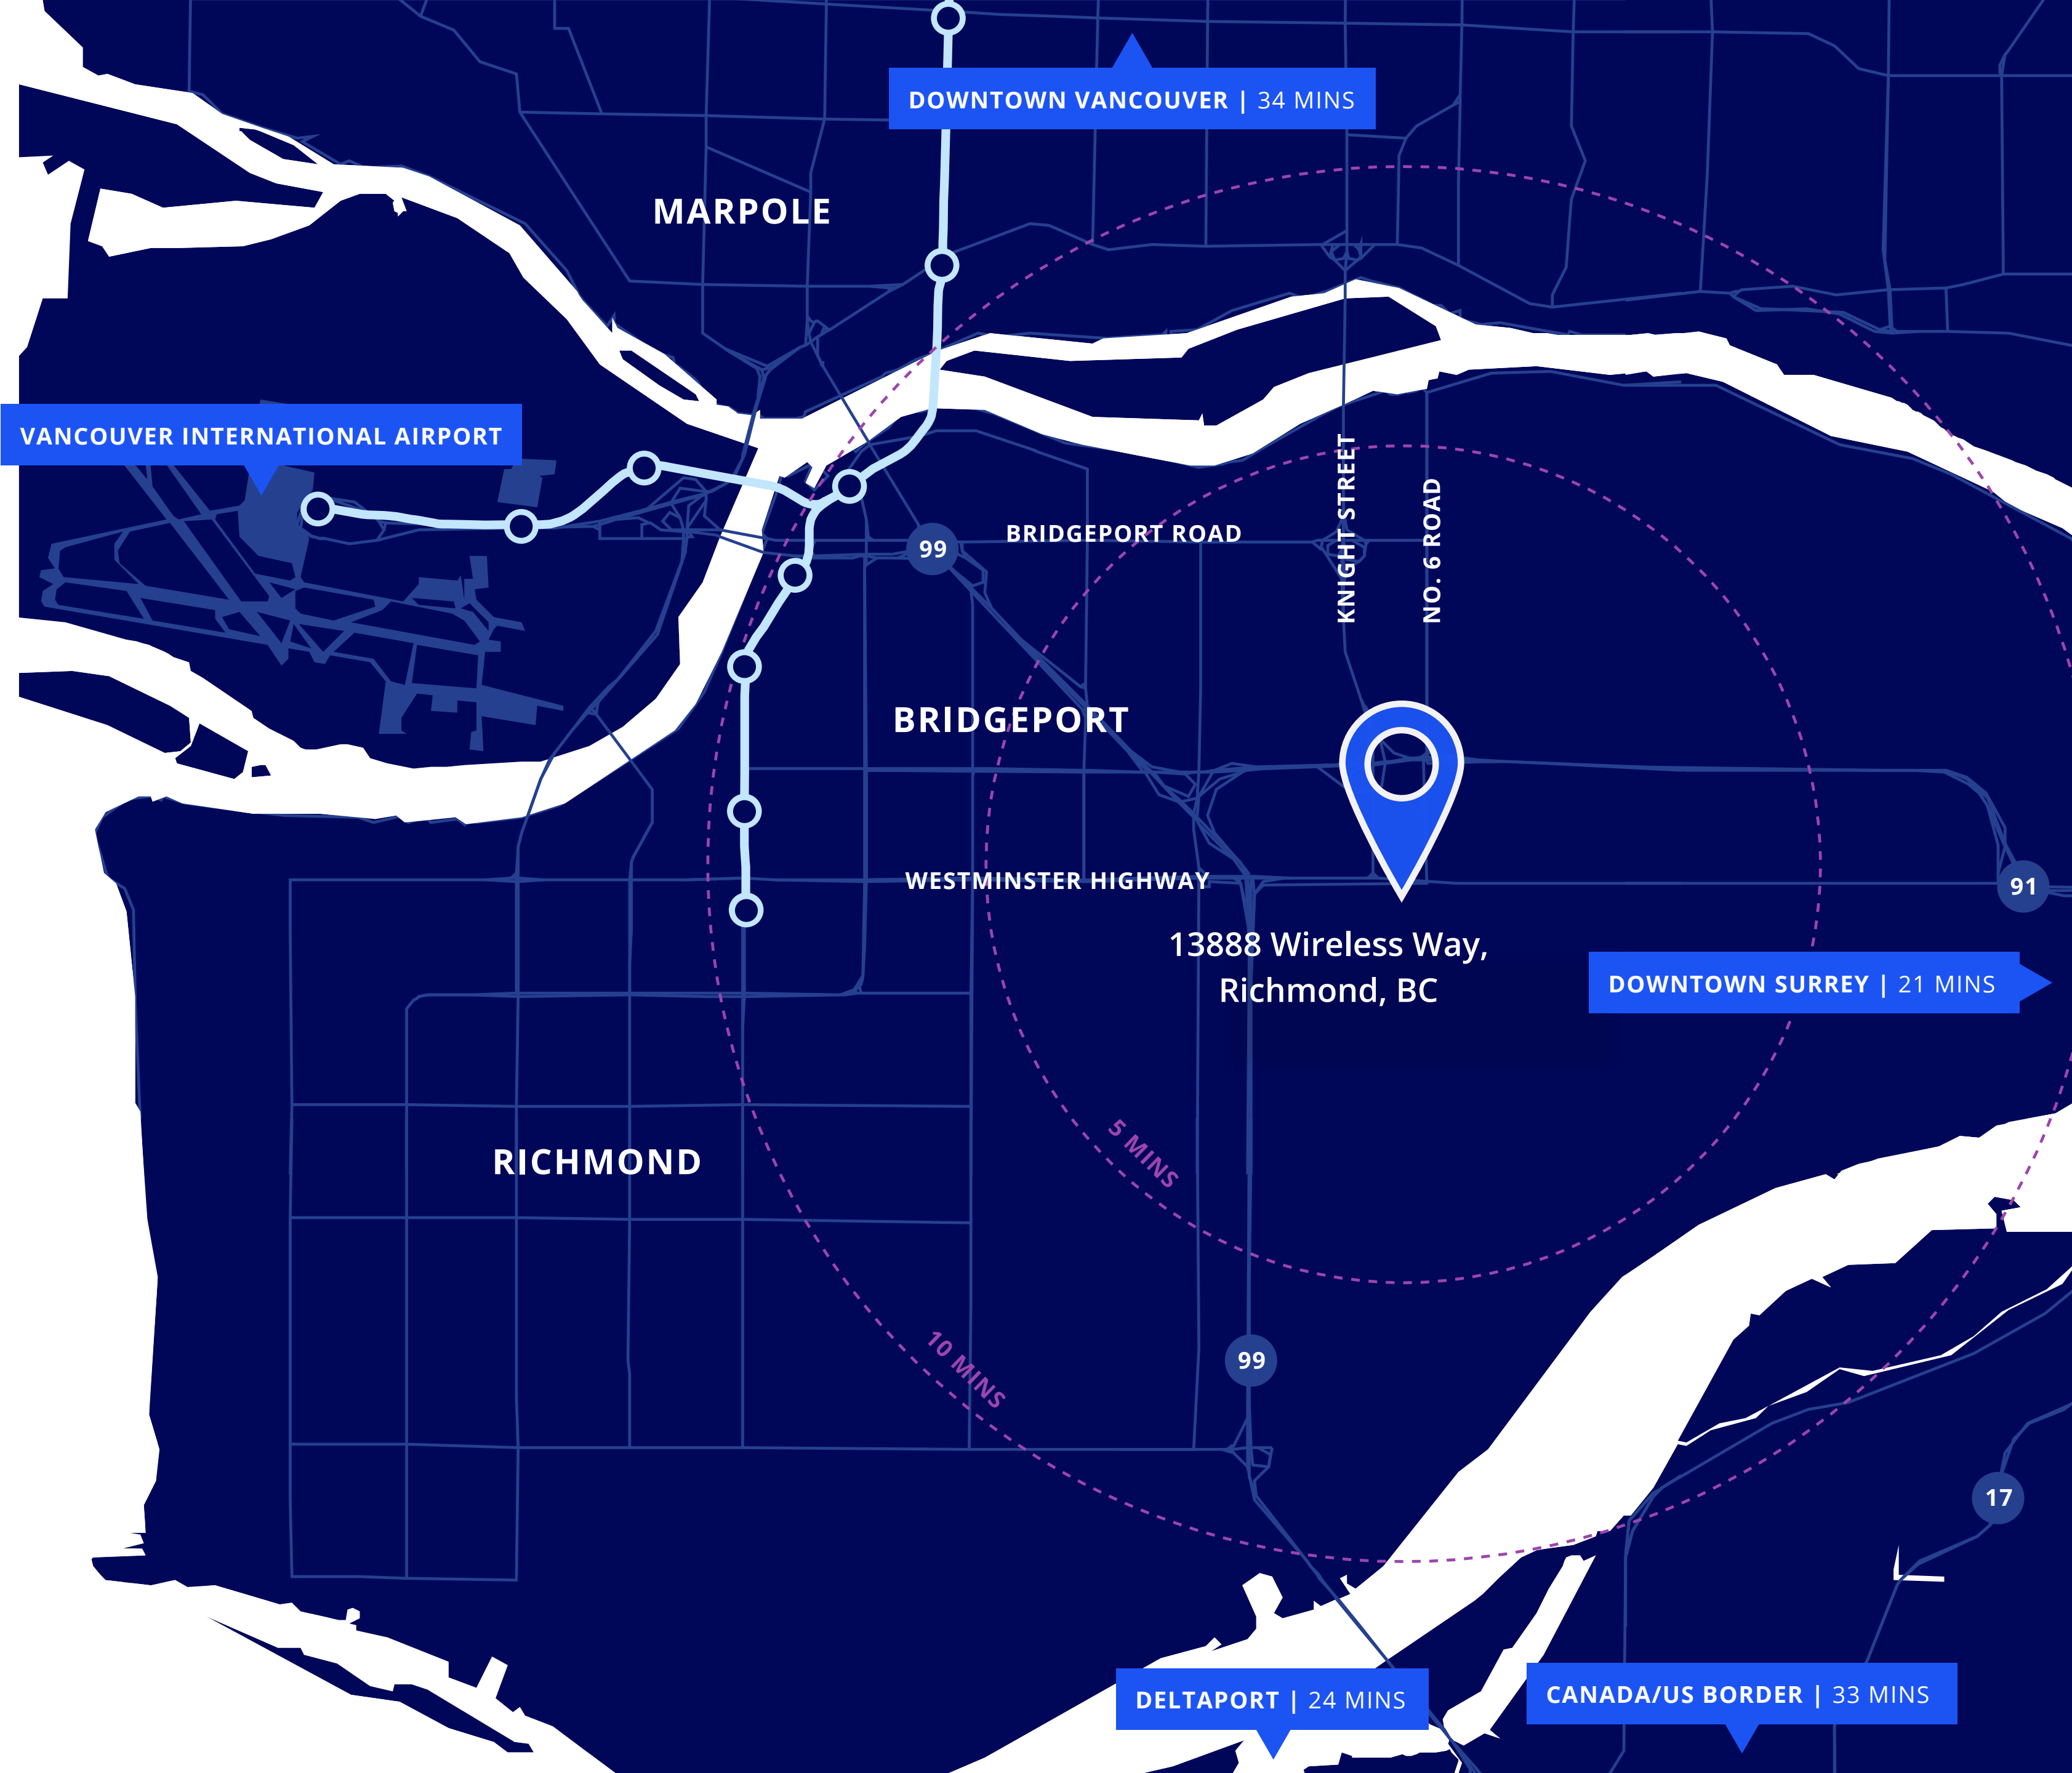 DOWNTOWN VANCOUVER | 34 MINS
MARPOLE
VANCOUVER INTERNATIONAL AIRPORT
KNIGHT STREET
NO. 6 ROAD
BRIDGEPORT ROAD
99
BRIDGEPORT
WESTMINSTER HIGHWAY
91
13888 Wireless Way,
Richmond, BC
DOWNTOWN SURREY | 21 MINS
5 MINS
RICHMOND
10 MINS
99
17
DELTAPORT | 24 MINS
CANADA/US BORDER | 33 MINS